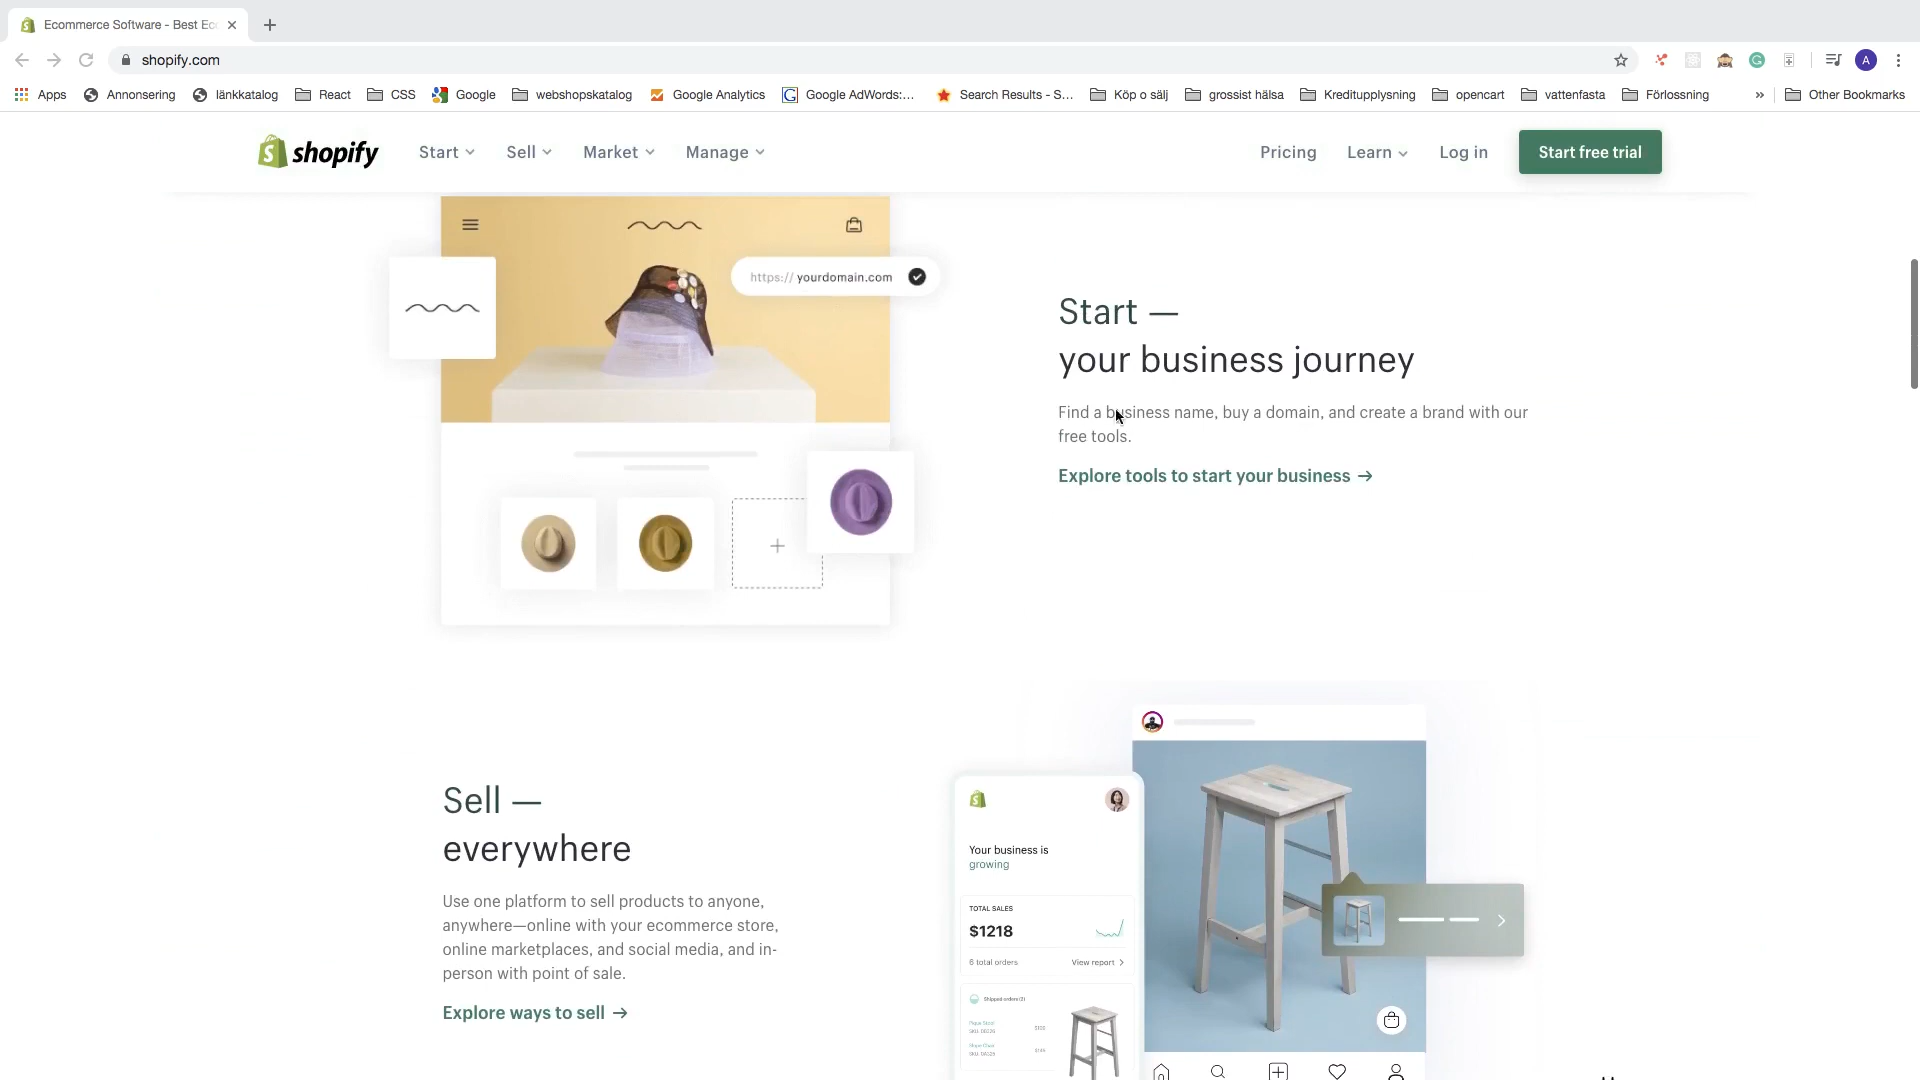 Ecommerce Software - Best Ec
shopify.com
A
Apps
Annonsering
länkkatalog
React
CSS
Google
webshopskatalog
Google Analytics
Google AdWords:...
Search Results - S...
Köp o sälj
grossist hälsa
Kreditupplysning
opencart
vattenfasta
Förlossning
»
Other Bookmarks
shopify
Start
Sell
Market
Manage
Pricing
Learn
Log in
Start free trial
https:// yourdomain.com
Start —
your business journey
Find a business name, buy a domain, and create a brand with our
free tools.
Explore tools to start your business →
Sell —
everywhere
Use one platform to sell products to anyone,
anywhere—online with your ecommerce store,
online marketplaces, and social media, and in-
person with point of sale.
Explore ways to sell →
Your business is
growing
TOTAL SALES
$1218
6 total orders
View report
Shipped orders